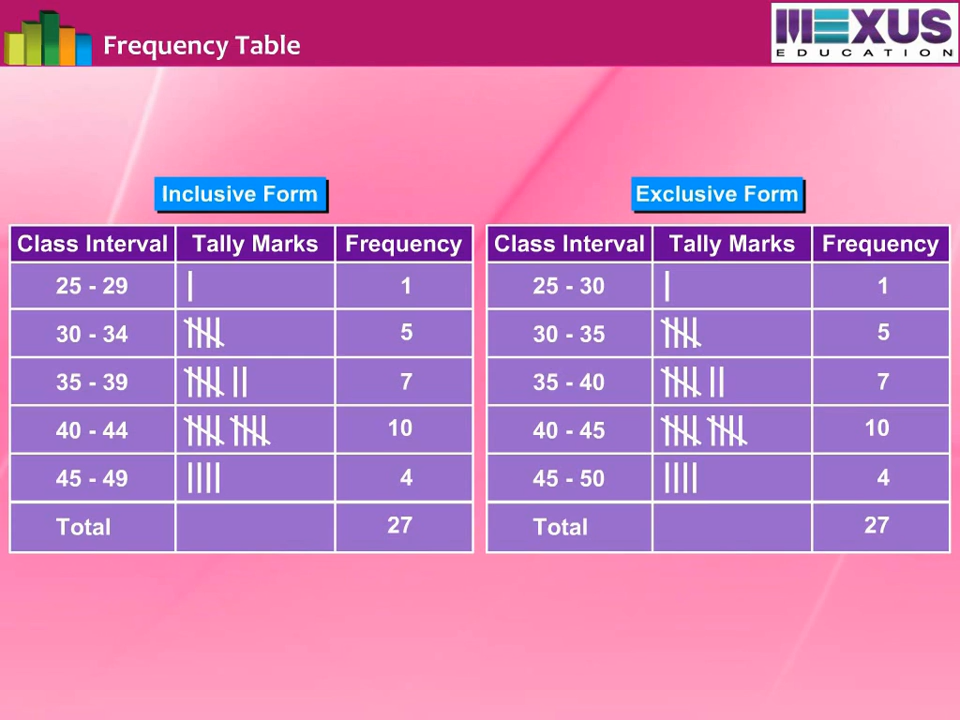 Frequency Table
MEXUS
EDUCATION
Inclusive Form
Class Interval Tally Marks Frequency
25 - 29 1
30 - 34 5
35 - 39 7
40 - 44 10
45 - 49 4
Total 27
Exclusive Form
Class Interval Tally Marks Frequency
25 - 30 1
30 - 35 5
35 - 40 7
40 - 45 10
45 - 50 4
Total 27